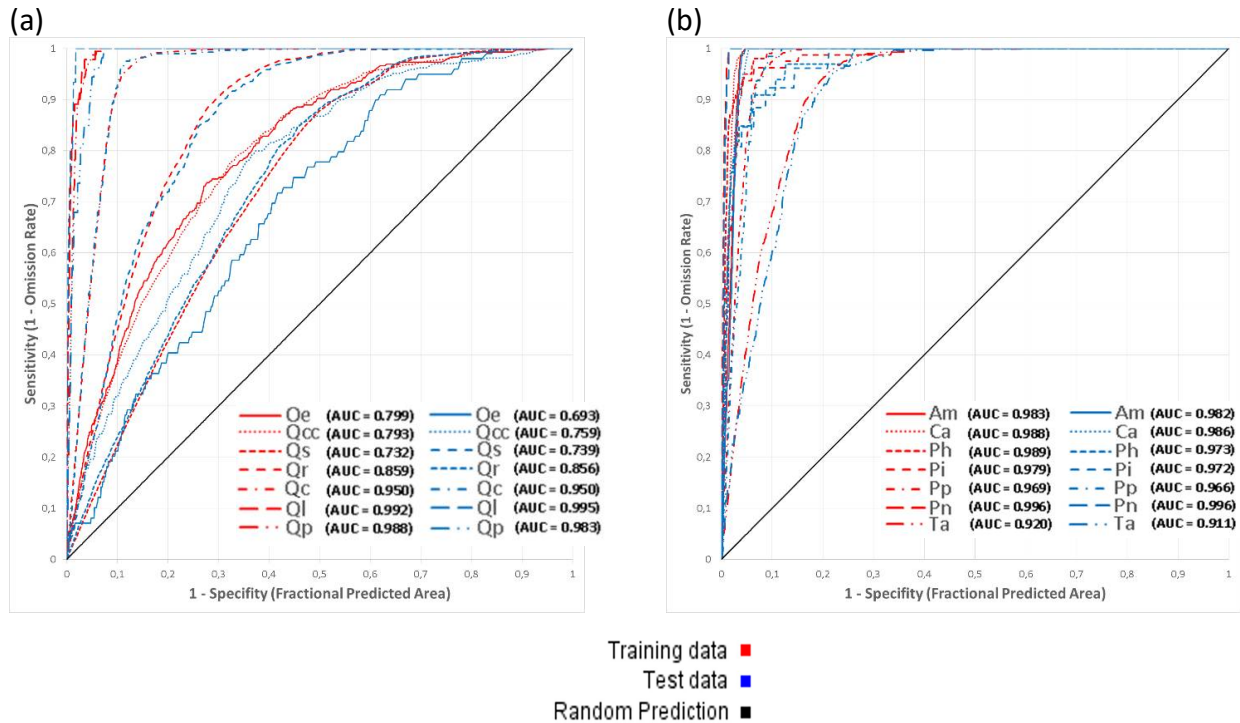 (a)
1
0,9
0,8
0,7
0,6
0,5
0,4
0,3
0,2
0,1
0
Sensitivity (1 - Omission Rate)
Oe (AUC = 0.799) Oe (AUC = 0.693)
Qcc (AUC = 0.793) Qcc (AUC = 0.759)
Qs (AUC = 0.732) Qs (AUC = 0.739)
Qr (AUC = 0.859) Qr (AUC = 0.856)
Qc (AUC = 0.950) Qc (AUC = 0.950)
Ql (AUC = 0.992) Ql (AUC = 0.995)
Qp (AUC = 0.988) Qp (AUC = 0.983)
0 0,1 0,2 0,3 0,4 0,5 0,6 0,7 0,8 0,9 1
1 - Specifity (Fractional Predicted Area)
(b)
1
0,9
0,8
0,7
0,6
0,5
0,4
0,3
0,2
0,1
0
Sensitivity (1 - Omission Rate)
Am (AUC = 0.983) Am (AUC = 0.982)
Ca (AUC = 0.988) Ca (AUC = 0.986)
Ph (AUC = 0.989) Ph (AUC = 0.973)
Pi (AUC = 0.979) Pi (AUC = 0.972)
Pp (AUC = 0.969) Pp (AUC = 0.966)
Pn (AUC = 0.996) Pn (AUC = 0.996)
Ta (AUC = 0.920) Ta (AUC = 0.911)
0 0,1 0,2 0,3 0,4 0,5 0,6 0,7 0,8 0,9 1
1 - Specifity (Fractional Predicted Area)
Training data
Test data
Random Prediction